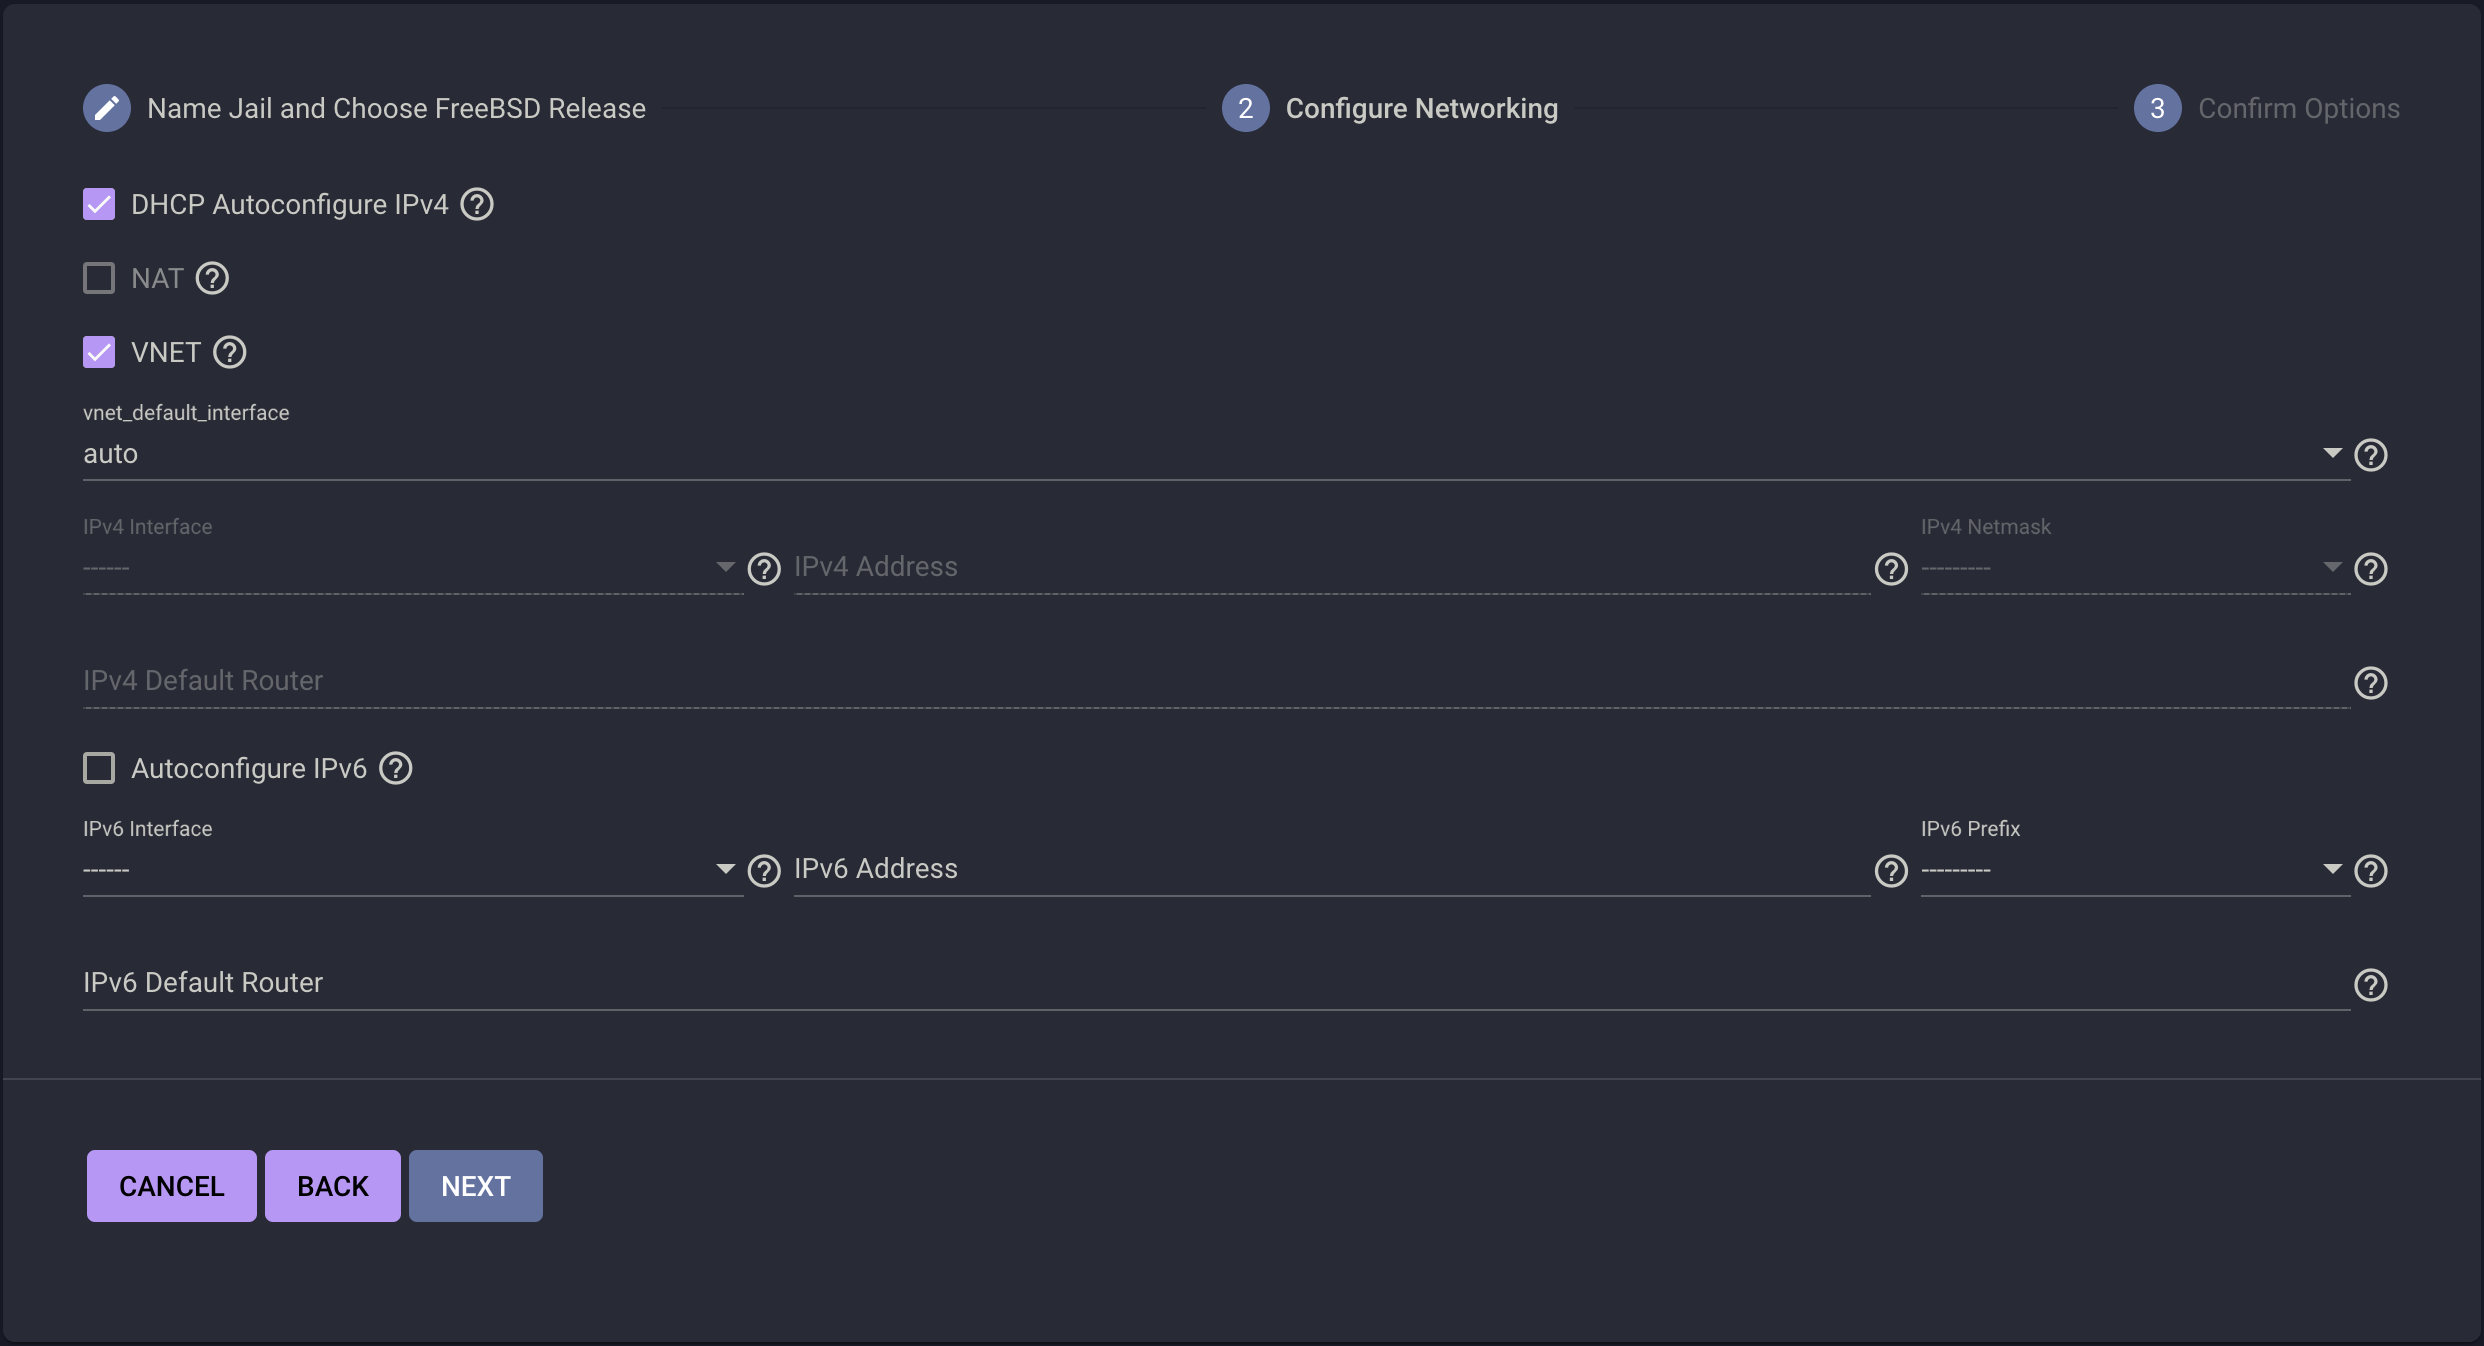 Name Jail and Choose FreeBSD Release
2 Configure Networking
3 Confirm Options
DHCP Autoconfigure IPv4 ?
NAT ?
VNET ?
vnet_default_interface
auto ?
IPv4 Interface
------ ?
IPv4 Address ?
IPv4 Netmask
--------- ?
IPv4 Default Router ?
Autoconfigure IPv6 ?
IPv6 Interface
------ ?
IPv6 Address ?
IPv6 Prefix
--------- ?
IPv6 Default Router ?
CANCEL BACK NEXT